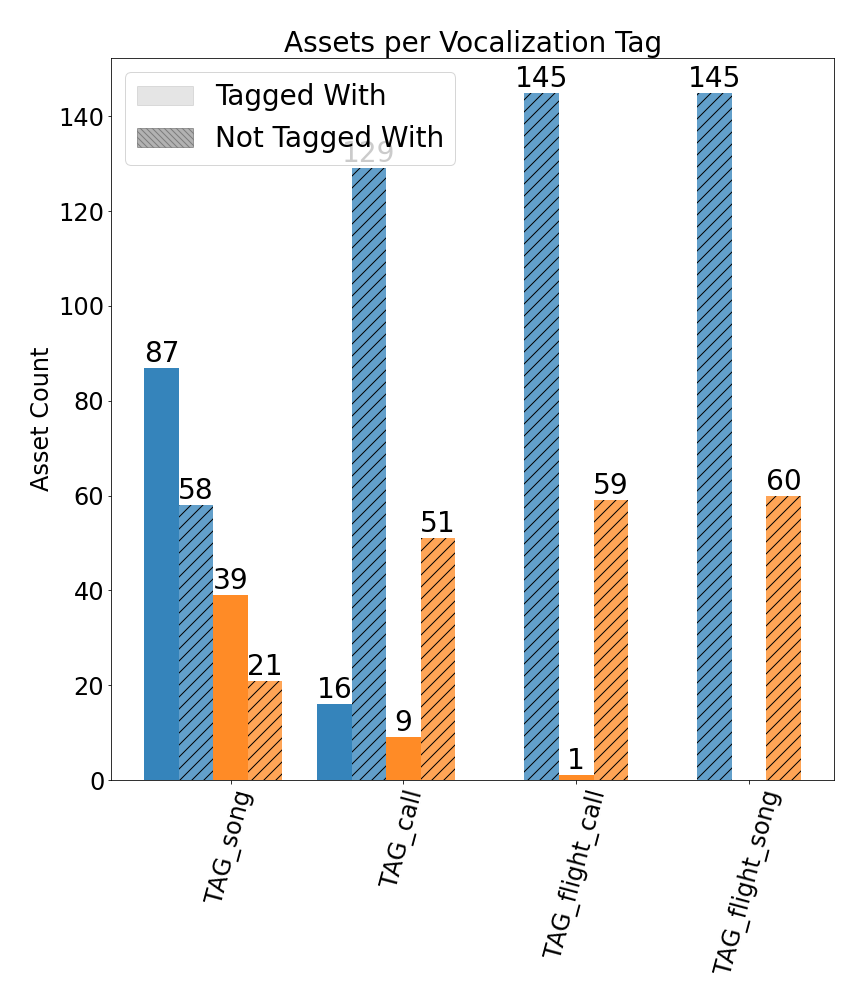 Assets per Vocalization Tag
Tagged With
Not Tagged With
Asset Count
140
120
100
80
60
40
20
0
87
58
39
21
16
129
9
51
145
1
59
145
60
TAG_song
TAG_call
TAG_flight_call
TAG_flight_song